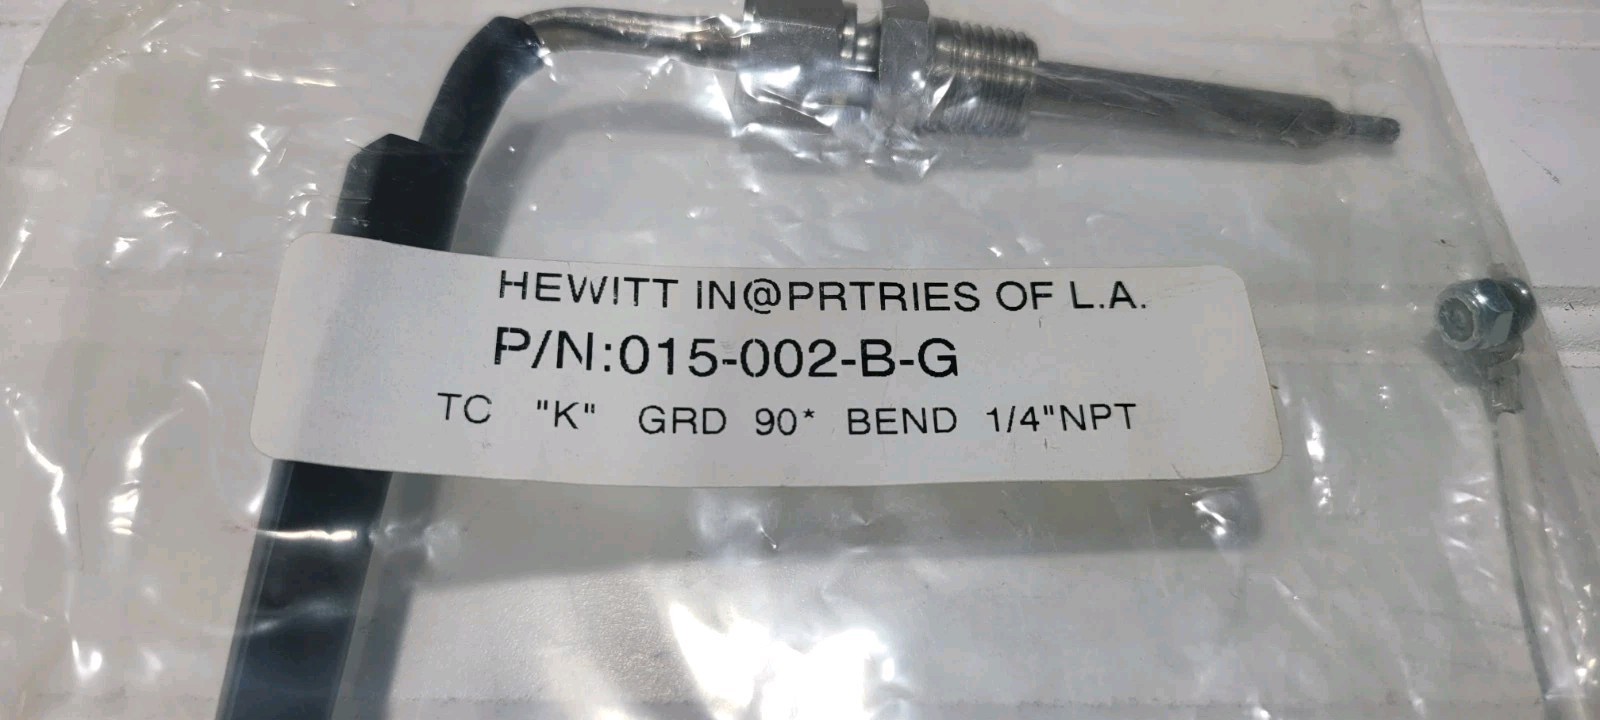 HEWITT IN@PRTRIES OF L.A.
P/N:015-002-B-G
TC "K" GRD 90* BEND 1/4"NPT